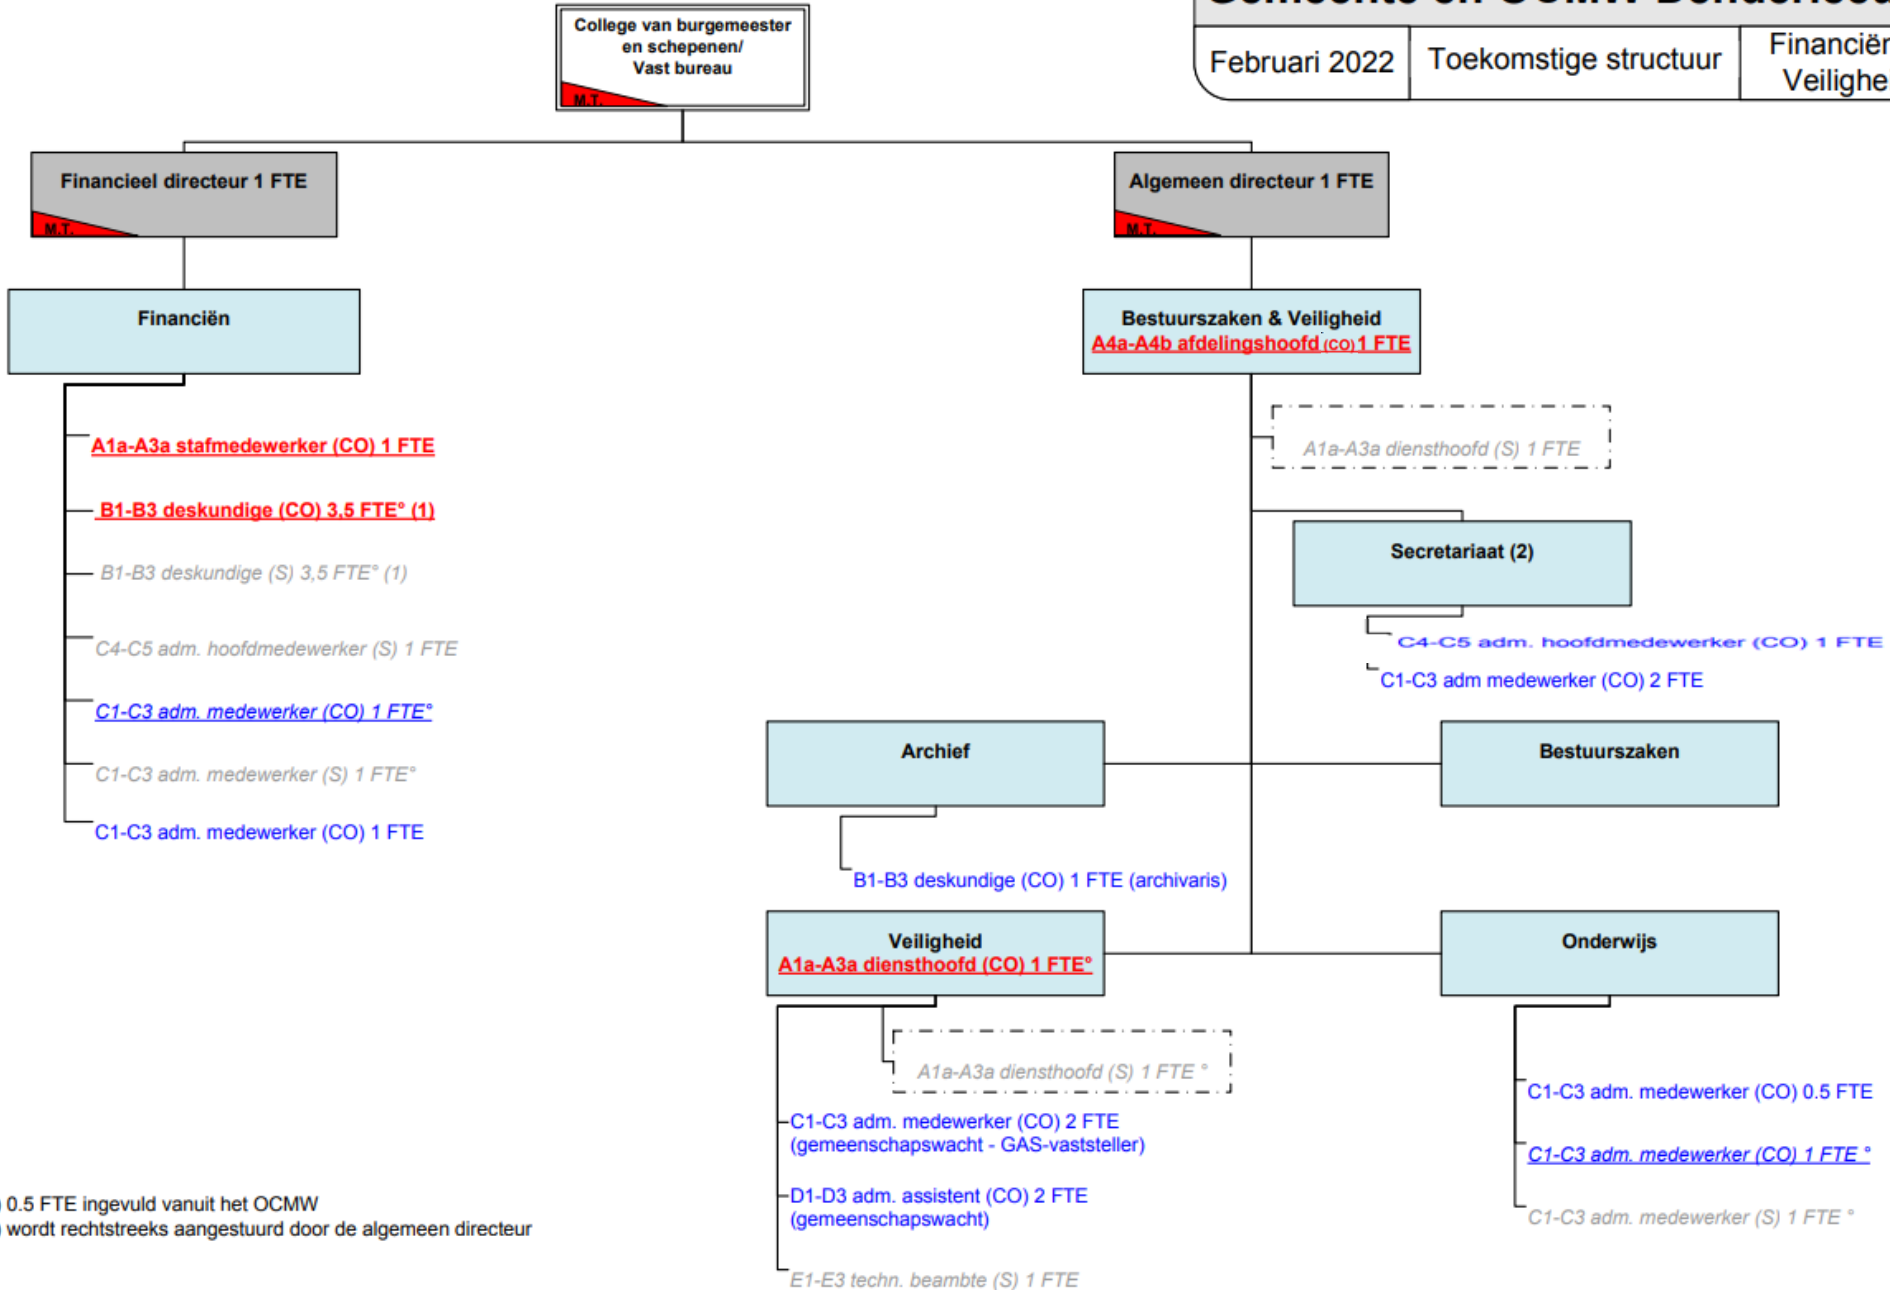 College van burgemeester
en schepenen/
Vast bureau
M.T.
Gemeente en OCMW
Februari 2022
Toekomstige structuur
Financieel directeur 1 FTE
M.T.
Algemeen directeur 1 FTE
M.T.
Financiën
Bestuurszaken & Veiligheid
A4a-A4b afdelingshoofd (CO) 1 FTE
A1a-A3a stafmedewerker (CO) 1 FTE
B1-B3 deskundige (CO) 3,5 FTE° (1)
B1-B3 deskundige (S) 3,5 FTE° (1)
C4-C5 adm. hoofdmedewerker (S) 1 FTE
C1-C3 adm. medewerker (CO) 1 FTE°
C1-C3 adm. medewerker (S) 1 FTE°
C1-C3 adm. medewerker (CO) 1 FTE
A1a-A3a diensthoofd (S) 1 FTE
Secretariaat (2)
C4-C5 adm. hoofdmedewerker (CO) 1 FTE
C1-C3 adm medewerker (CO) 2 FTE
Archief
Bestuurszaken
B1-B3 deskundige (CO) 1 FTE (archivaris)
Veiligheid
A1a-A3a diensthoofd (CO) 1 FTE°
Onderwijs
A1a-A3a diensthoofd (S) 1 FTE °
C1-C3 adm. medewerker (CO) 2 FTE
(gemeenschapswacht - GAS-vaststeller)
D1-D3 adm. assistent (CO) 2 FTE
(gemeenschapswacht)
E1-E3 techn. beambte (S) 1 FTE
C1-C3 adm. medewerker (CO) 0.5 FTE
C1-C3 adm. medewerker (CO) 1 FTE °
C1-C3 adm. medewerker (S) 1 FTE °
) 0.5 FTE ingevuld vanuit het OCMW
) wordt rechtstreeks aangestuurd door de algemeen directeur